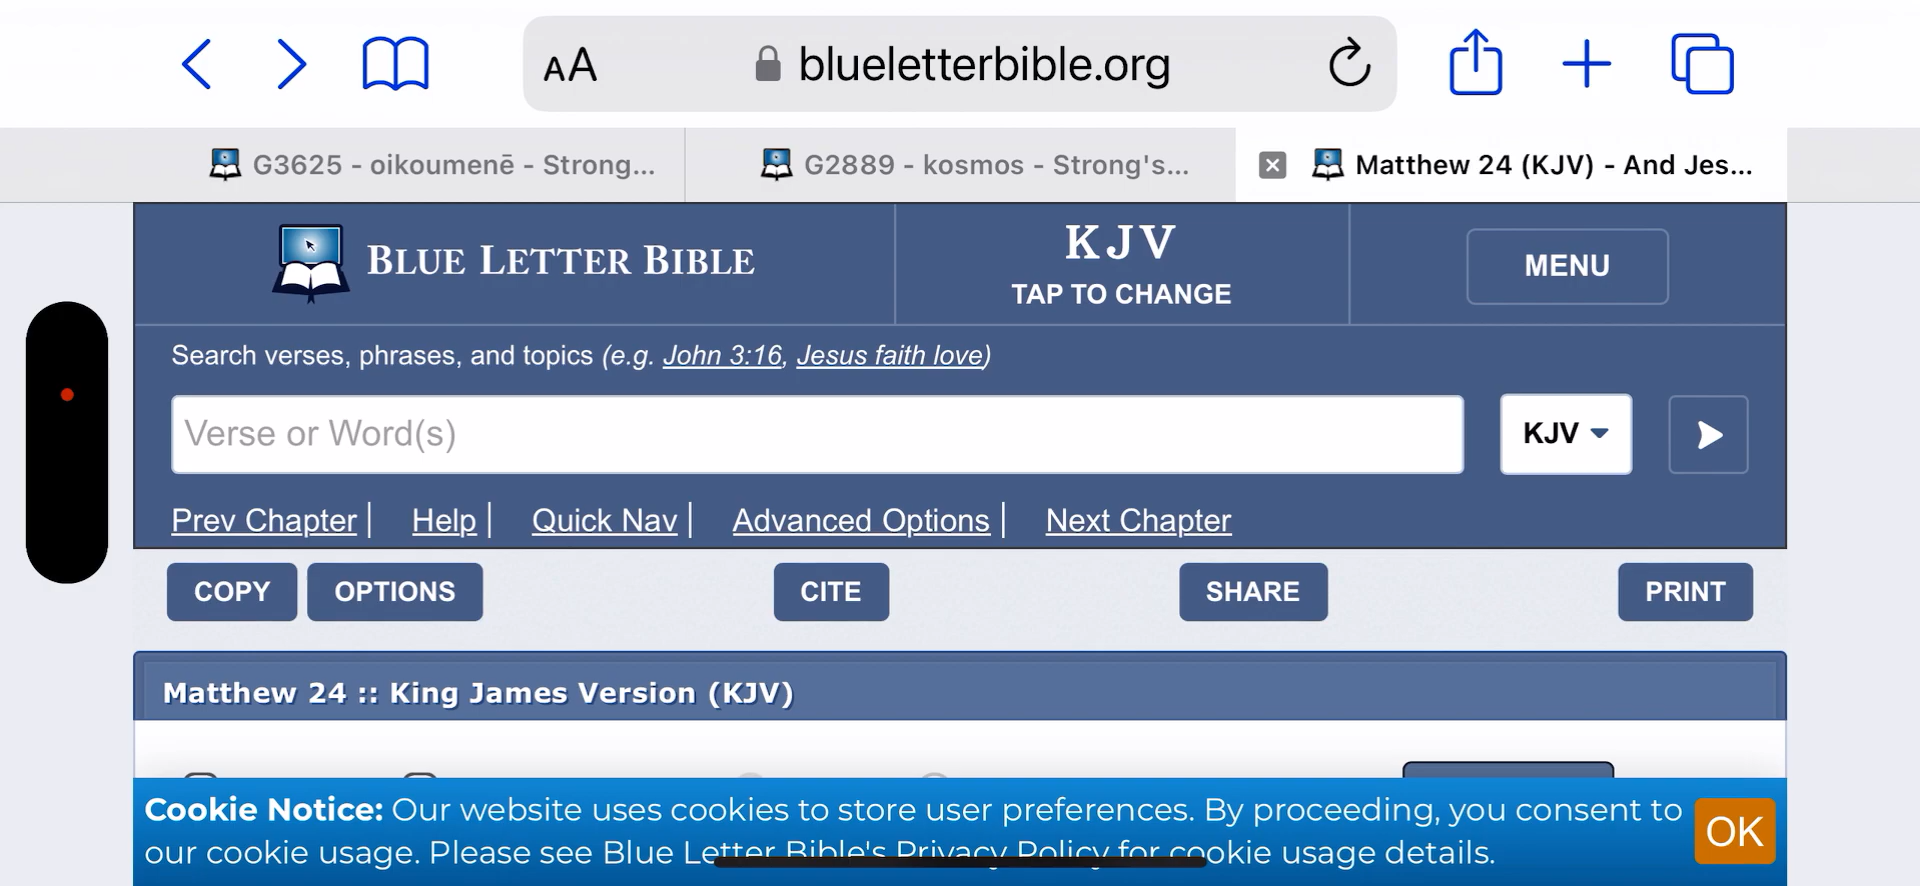 AA blueletterbible.org
G3625 - oikoumenē - Strong... G2889 - kosmos - Strong's... Matthew 24 (KJV) - And Jes...
BLUE LETTER BIBLE
KJV
TAP TO CHANGE
MENU
Search verses, phrases, and topics (e.g. John 3:16, Jesus faith love)
Verse or Word(s)
KJV
Prev Chapter | Help | Quick Nav | Advanced Options | Next Chapter
COPY OPTIONS CITE SHARE PRINT
Matthew 24 :: King James Version (KJV)
Cookie Notice: Our website uses cookies to store user preferences. By proceeding, you consent to
our cookie usage. Please see Blue Letter Bible's Privacy Policy for cookie usage details.
OK